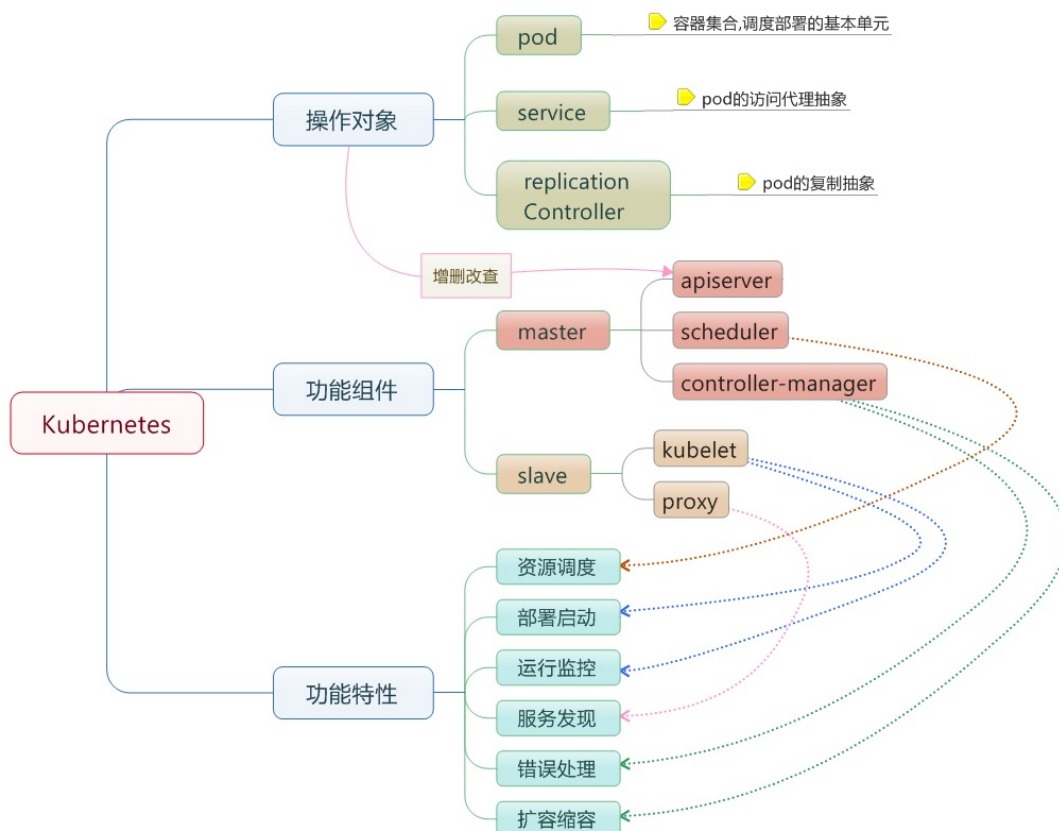 Kubernetes
操作对象
pod
容器集合,调度部署的基本单元
service
pod的访问代理抽象
replication
Controller
pod的复制抽象
增删改查
功能组件
master
apiserver
scheduler
controller-manager
slave
kubelet
proxy
功能特性
资源调度
部署启动
运行监控
服务发现
错误处理
扩容缩容